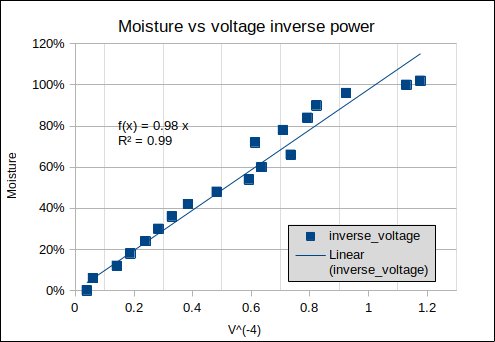 Moisture vs voltage inverse power
120%
100%
80%
60%
40%
20%
0%
Moisture
f(x) = 0.98 x
R² = 0.99
inverse_voltage
Linear
(inverse_voltage)
0 0.2 0.4 0.6 0.8 1 1.2
V^(-4)